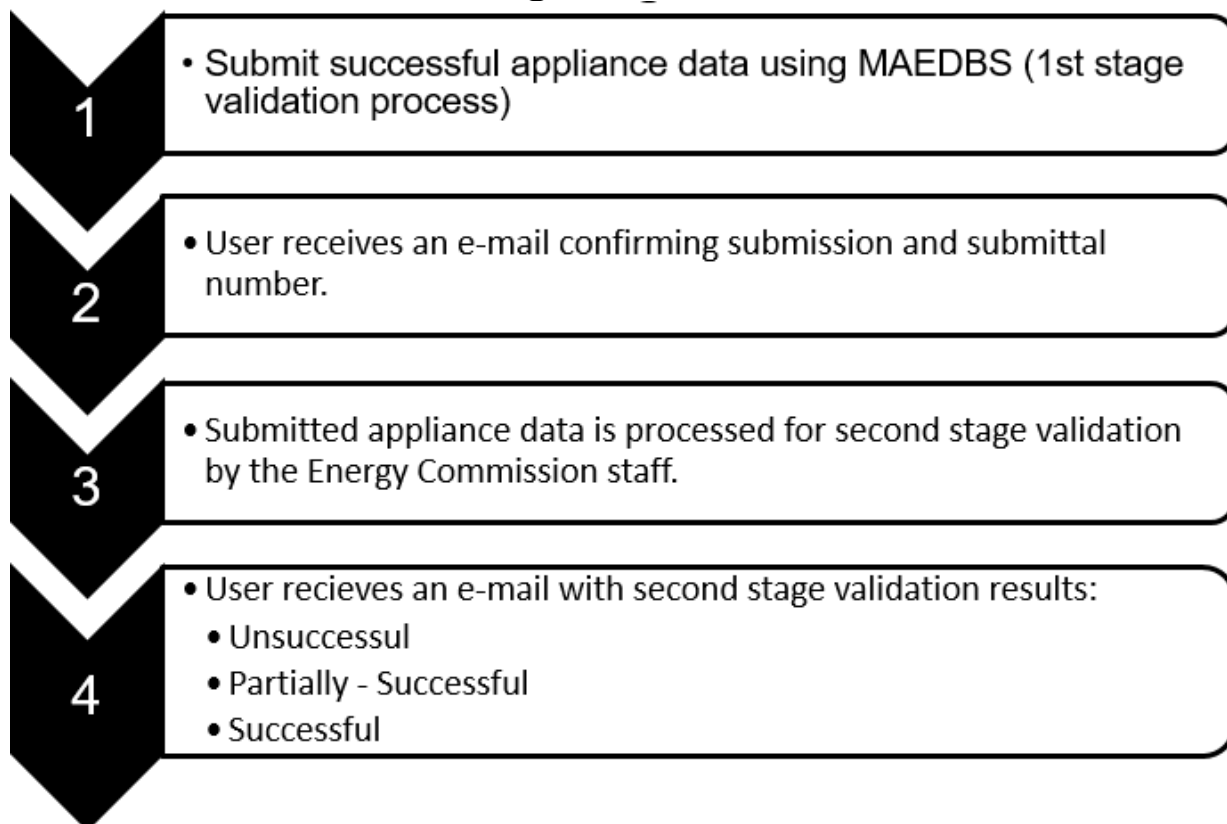 1
• Submit successful appliance data using MAEDBS (1st stage
validation process)
2
• User receives an e-mail confirming submission and submittal
number.
3
• Submitted appliance data is processed for second stage validation
by the Energy Commission staff.
4
• User recieves an e-mail with second stage validation results:
• Unsuccessul
• Partially - Successful
• Successful